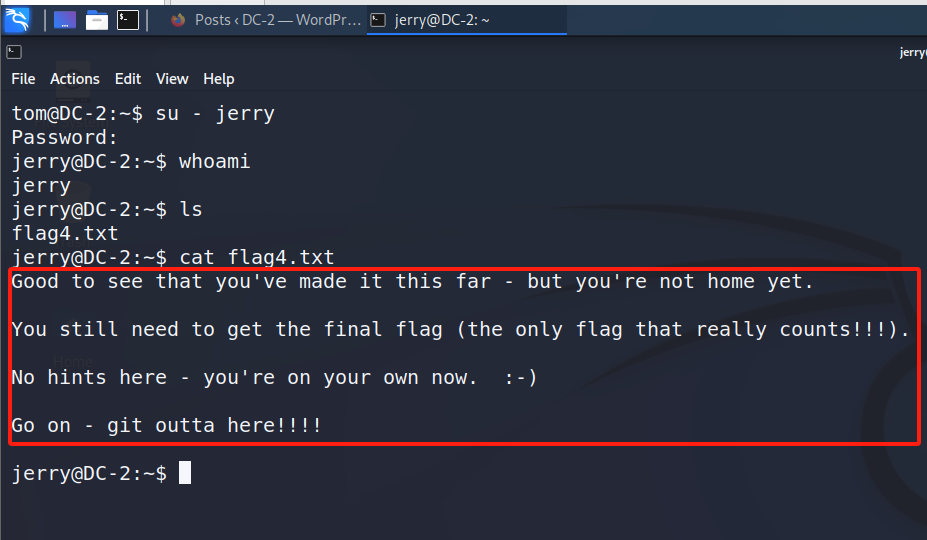 Posts ‹ DC-2 — WordPr…
jerry@DC-2: ~
jerry@
File Actions Edit View Help
tom@DC-2:~$ su - jerry
Password:
jerry@DC-2:~$ whoami
jerry
jerry@DC-2:~$ ls
flag4.txt
jerry@DC-2:~$ cat flag4.txt
Good to see that you've made it this far - but you're not home yet.
You still need to get the final flag (the only flag that really counts!!!).
No hints here - you're on your own now.  :-)
Home
Go on - git outta here!!!!
jerry@DC-2:~$